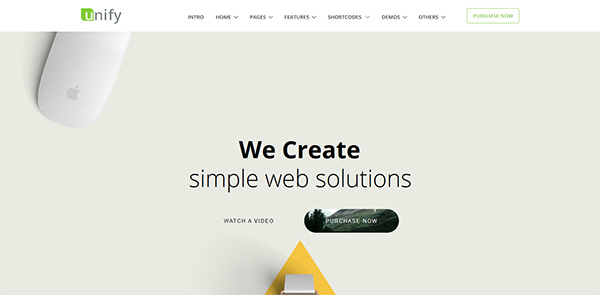 unify
INTRO HOME PAGES FEATURES SHORTCODES DEMOS OTHERS PURCHASE NOW
We Create
simple web solutions
WATCH A VIDEO PURCHASE NOW